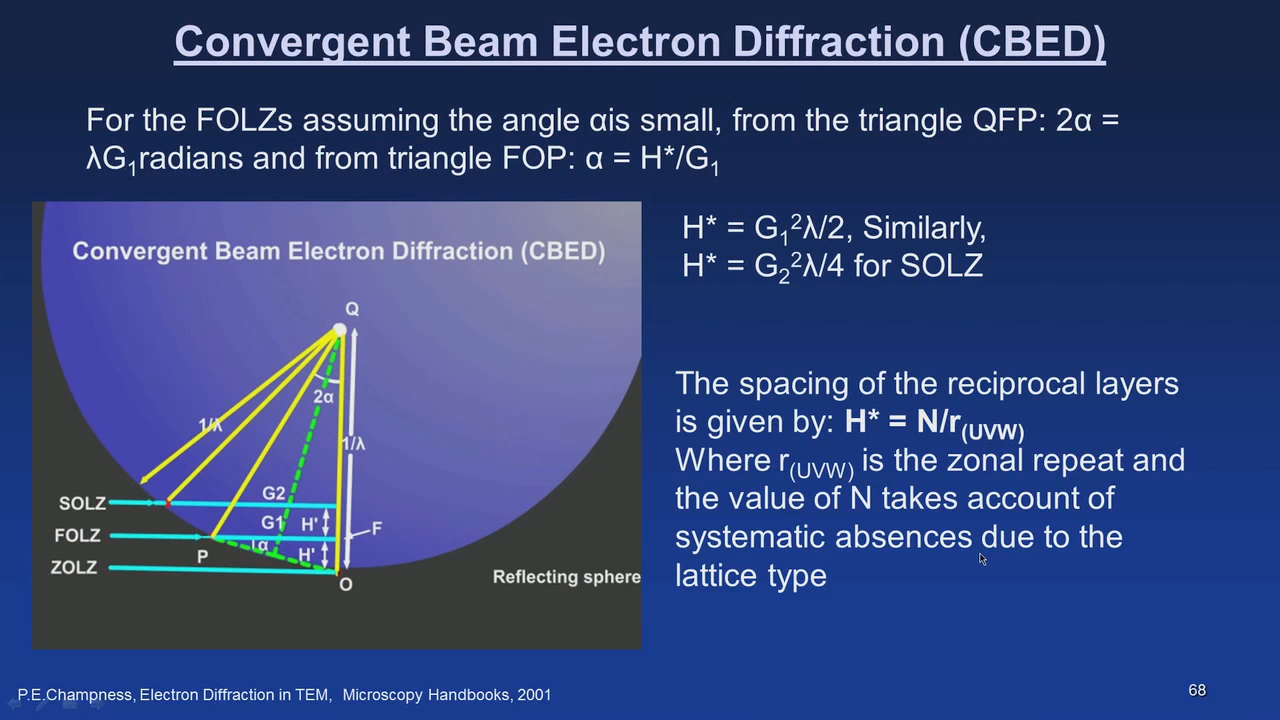 Convergent Beam Electron Diffraction (CBED)
For the FOLZs assuming the angle αis small, from the triangle QFP: 2α =
λG₁radians and from triangle FOP: α = H*/G₁
Convergent Beam Electron Diffraction (CBED)
Q
2α
1/λ
1/λ
SOLZ
G2
G1
H'
F
FOLZ
P
α
H'
ZOLZ
O
Reflecting sphere
H* = G₁²λ/2, Similarly,
H* = G₂²λ/4 for SOLZ
The spacing of the reciprocal layers
is given by: H* = N/r(UVW)
Where r(UVW) is the zonal repeat and
the value of N takes account of
systematic absences due to the
lattice type
P.E.Champness, Electron Diffraction in TEM, Microscopy Handbooks, 2001
68